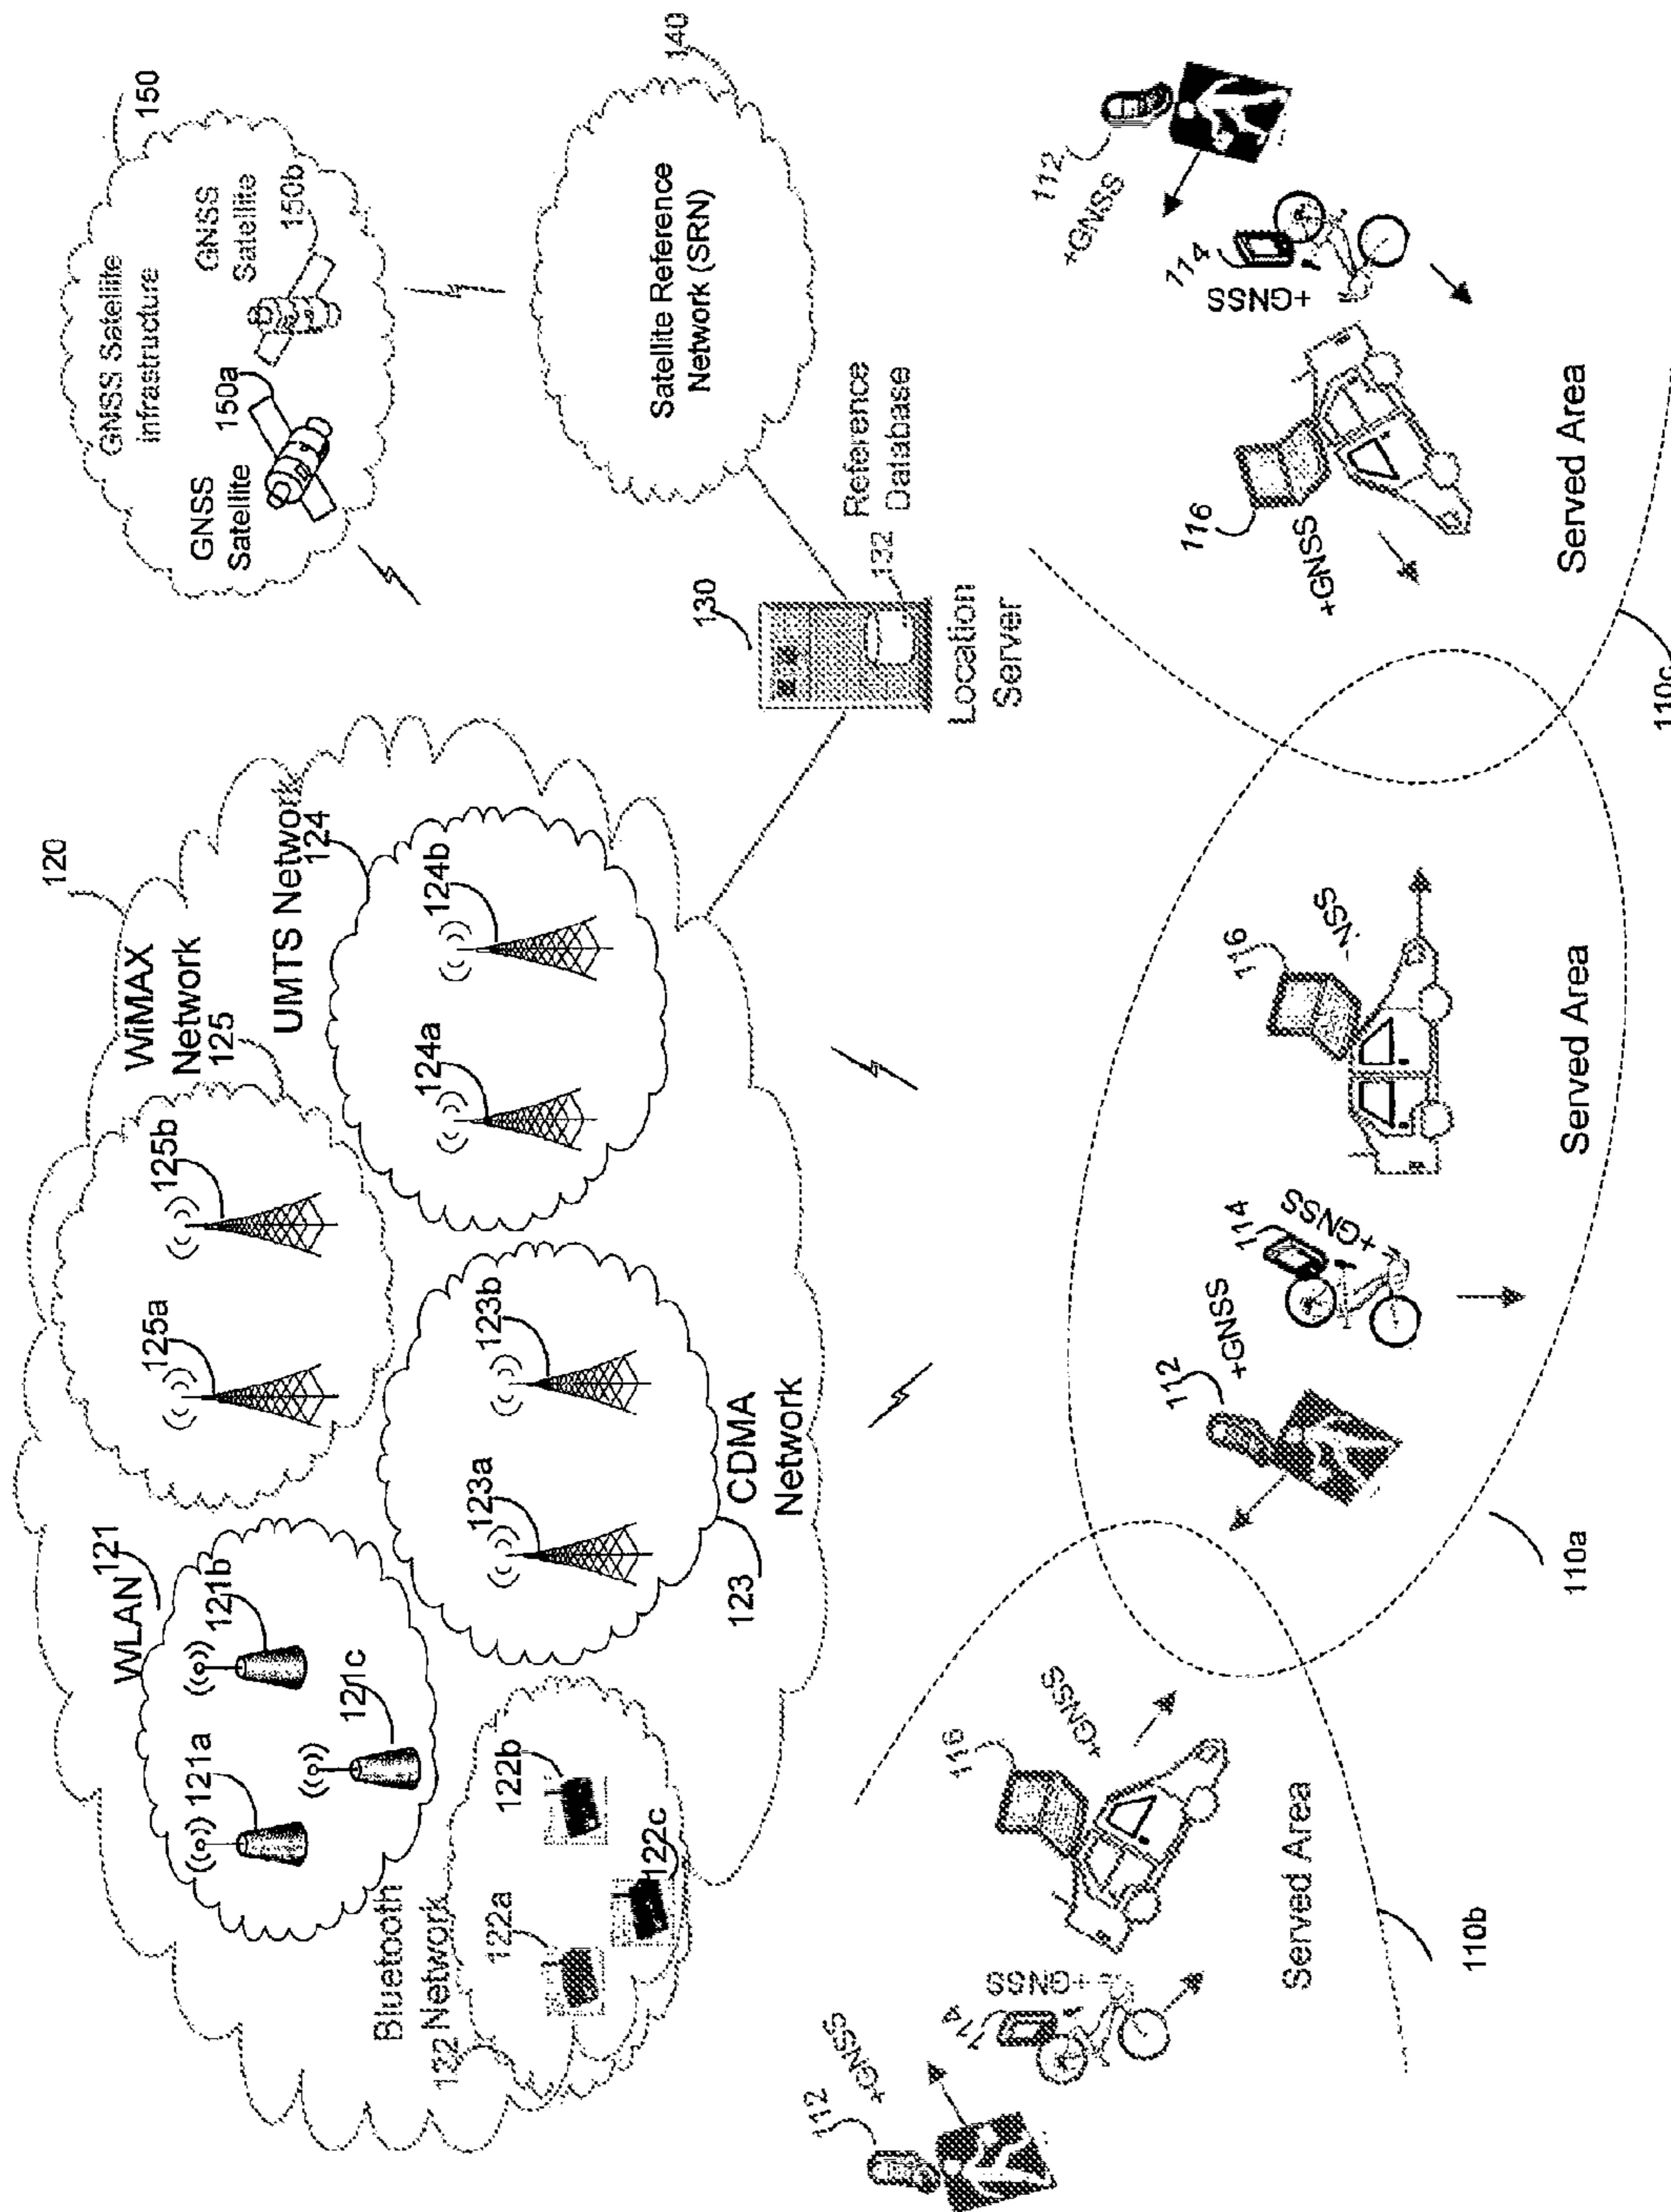 120
WiMAX
Network
125
UMTS Network
124
WLAN
121
121a
121b
121c
125a
125b
124a
124b
Bluetooth
Network
132
122a
122b
122c
123a
123b
CDMA
Network
123
GNSS Satellite
infrastructure
150
GNSS
Satellite
150a
GNSS
Satellite
150b
Satellite Reference
Network (SRN)
140
130
132
Reference
Database
Location
Server
112
+GNSS
114
+GNSS
116
+GNSS
Served Area
110b
112
+GNSS
114
+GNSS
116
NSS
Served Area
110a
116
+GNSS
114
+GNSS
112
+GNSS
Served Area
110c